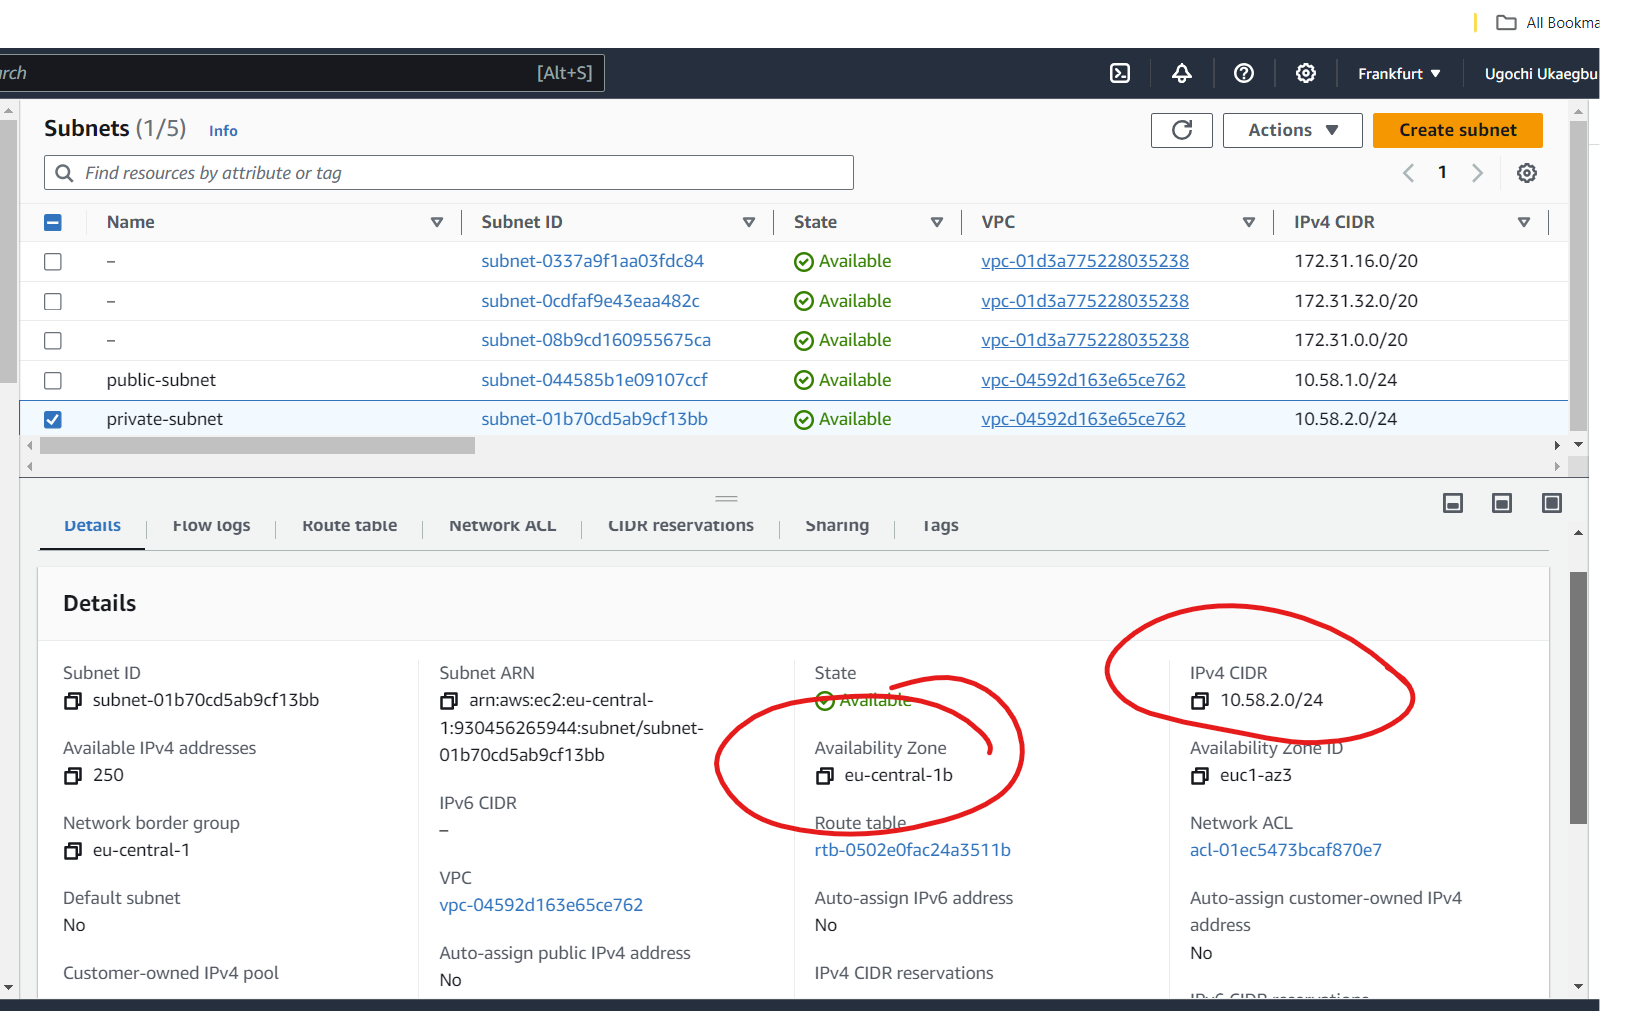 All Bookma
arch [Alt+S] Frankfurt ▼ Ugochi Ukaegbu
Subnets (1/5) Info
Actions ▼ Create subnet
Find resources by attribute or tag
1
Name Subnet ID State VPC IPv4 CIDR
– subnet-0337a9f1aa03fdc84 Available vpc-01d3a775228035238 172.31.16.0/20
– subnet-0cdfaf9e43eaa482c Available vpc-01d3a775228035238 172.31.32.0/20
– subnet-08b9cd160955675ca Available vpc-01d3a775228035238 172.31.0.0/20
public-subnet subnet-044585b1e09107ccf Available vpc-04592d163e65ce762 10.58.1.0/24
private-subnet subnet-01b70cd5ab9cf13bb Available vpc-04592d163e65ce762 10.58.2.0/24
Details Flow logs Route table Network ACL CIDR reservations Sharing Tags
Details
Subnet ID
subnet-01b70cd5ab9cf13bb
Available IPv4 addresses
250
Network border group
eu-central-1
Default subnet
No
Customer-owned IPv4 pool
Subnet ARN
arn:aws:ec2:eu-central-
1:930456265944:subnet/subnet-
01b70cd5ab9cf13bb
IPv6 CIDR
–
VPC
vpc-04592d163e65ce762
Auto-assign public IPv4 address
No
State
Available
Availability Zone
eu-central-1b
Route table
rtb-0502e0fac24a3511b
Auto-assign IPv6 address
No
IPv4 CIDR reservations
IPv4 CIDR
10.58.2.0/24
Availability Zone ID
euc1-az3
Network ACL
acl-01ec5473bcaf870e7
Auto-assign customer-owned IPv4
address
No
IPv6 CIDR reservations